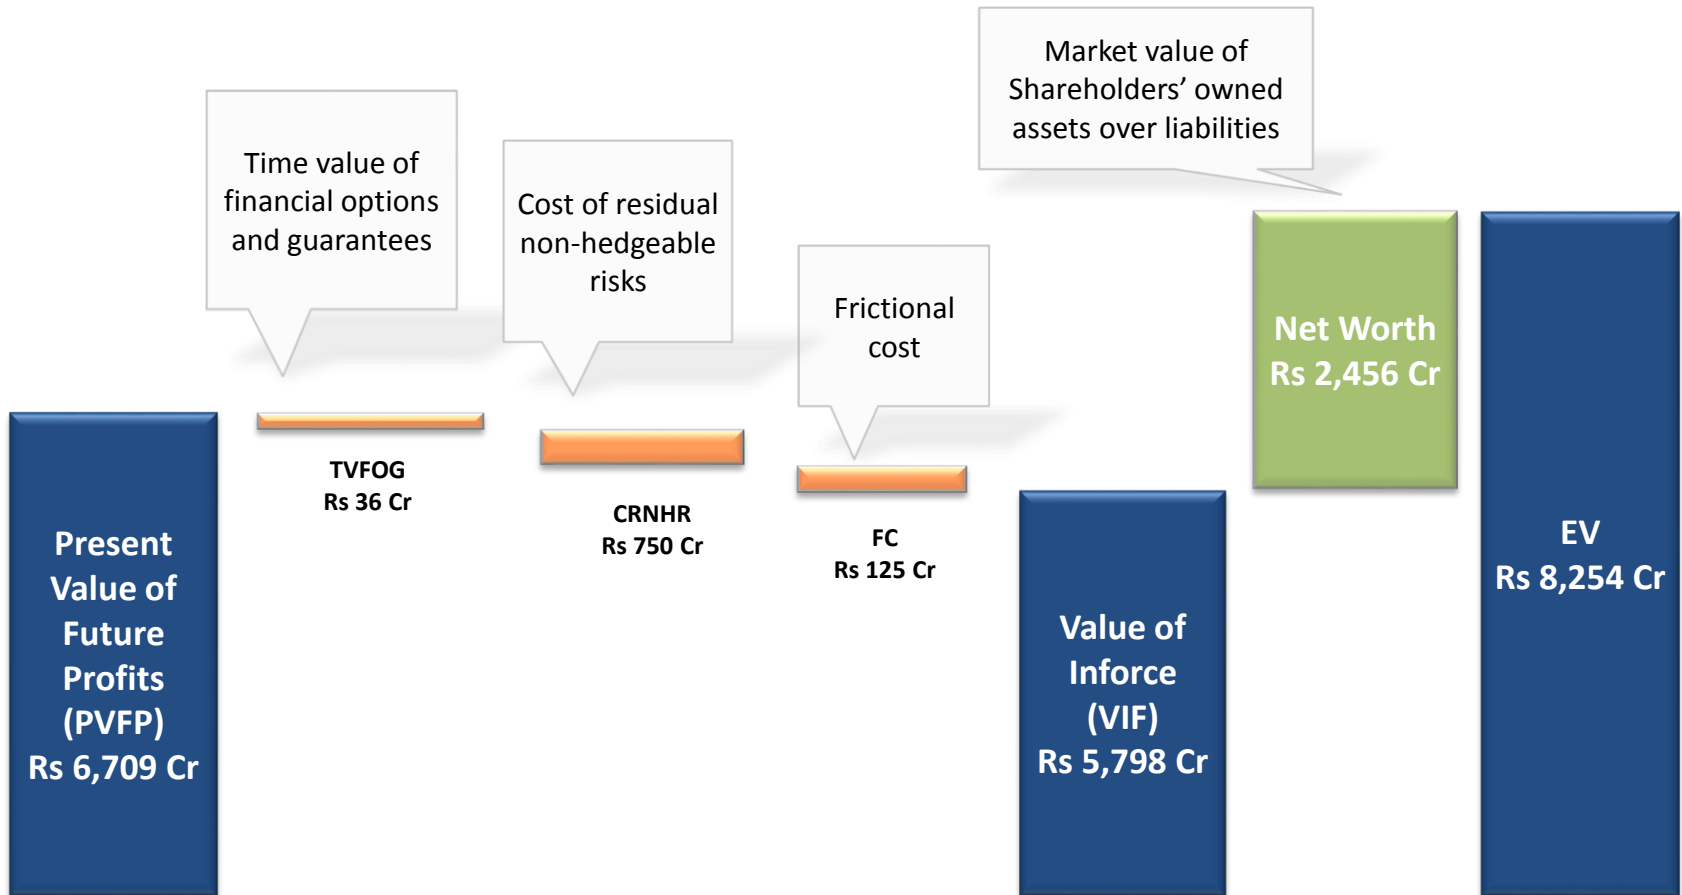 Time value of
financial options
and guarantees
Cost of residual
non-hedgeable
risks
Frictional
cost
Market value of
Shareholders' owned
assets over liabilities
Present
Value of
Future
Profits
(PVFP)
Rs 6,709 Cr
TVFOG
Rs 36 Cr
CRNHR
Rs 750 Cr
FC
Rs 125 Cr
Value of
Inforce
(VIF)
Rs 5,798 Cr
Net Worth
Rs 2,456 Cr
EV
Rs 8,254 Cr